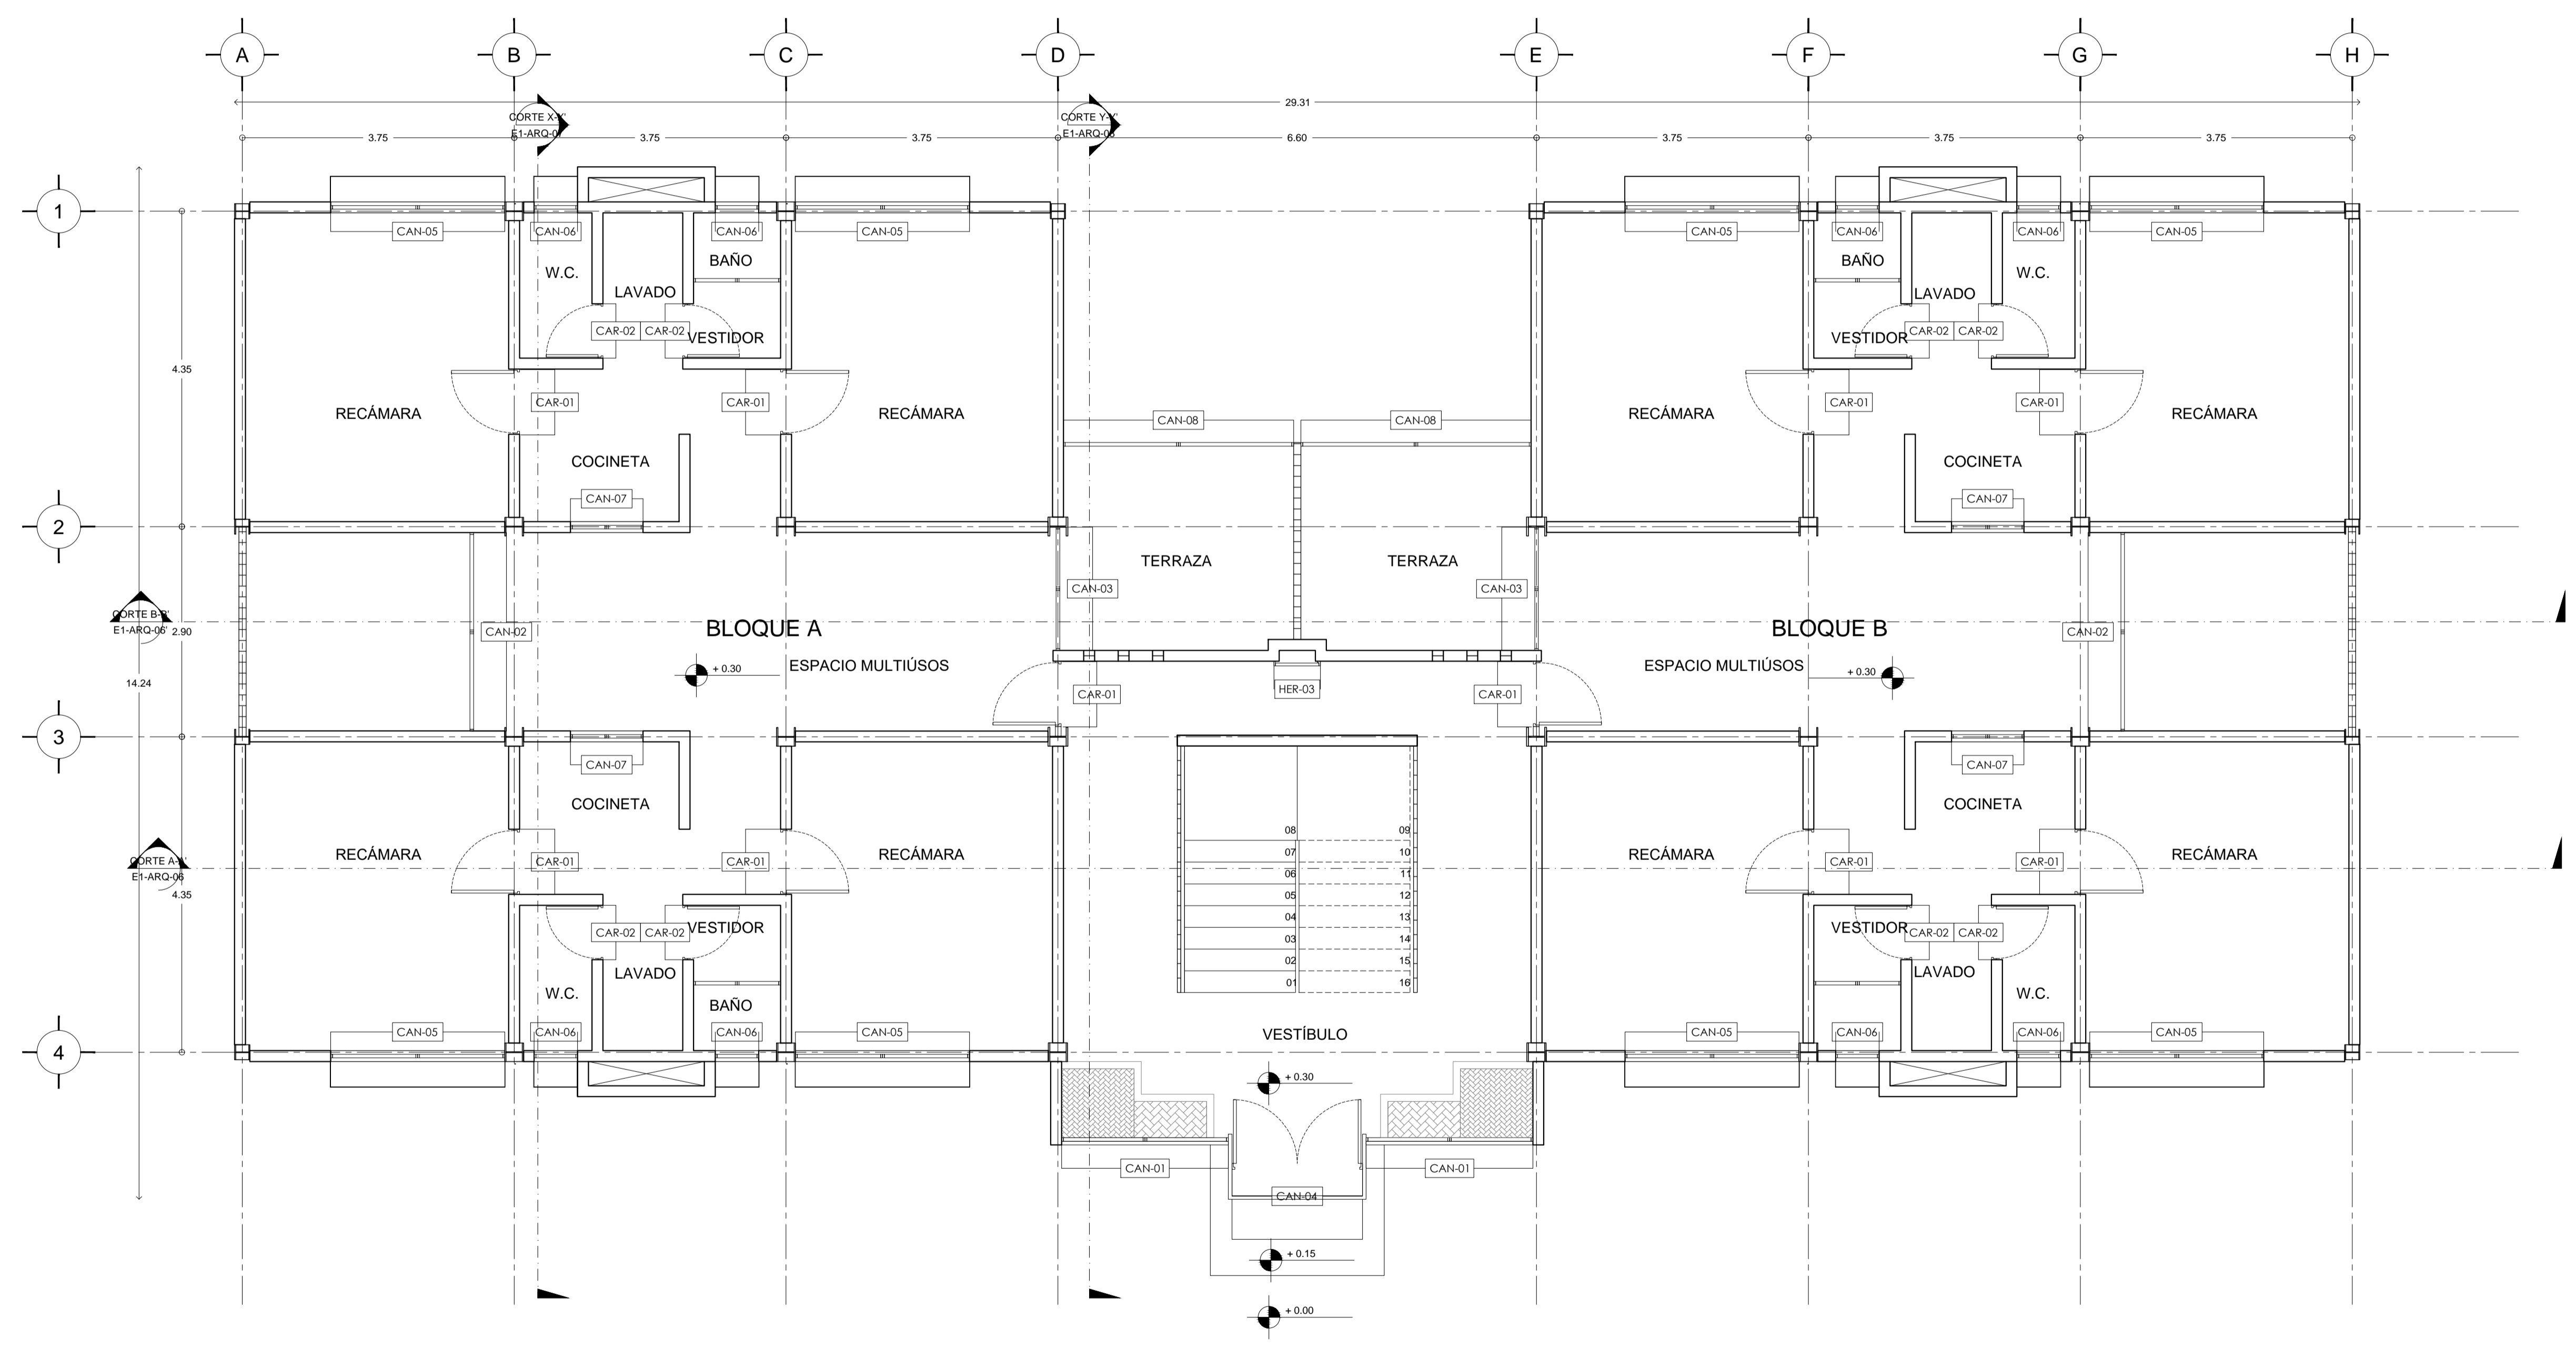 A B C D E F G H
29.31
CORTE X-X' CORTE Y-Y'
E1-ARQ-07 E1-ARQ-08
3.75 3.75 3.75 6.60 3.75 3.75 3.75
1
CAN-05 CAN-06 CAN-06 CAN-05 CAN-05 CAN-06 CAN-06 CAN-05
BAÑO BAÑO
W.C. W.C.
LAVADO LAVADO
CAR-02 CAR-02 CAR-02 CAR-02
VESTIDOR VESTIDOR
4.35
CAR-01 CAR-01 CAR-01 CAR-01
RECÁMARA RECÁMARA RECÁMARA RECÁMARA
CAN-08 CAN-08
COCINETA COCINETA
CAN-07 CAN-07
2
TERRAZA TERRAZA
CAN-03 CAN-03
CORTE B-B'
E1-ARQ-06' 2.90
CAN-02 BLOQUE A BLOQUE B CAN-02
+ 0.30 ESPACIO MULTIÚSOS ESPACIO MULTIÚSOS + 0.30
14.24
CAR-01 HER-03 CAR-01
3
CAN-07 CAN-07
COCINETA COCINETA
08 09
RECÁMARA RECÁMARA 07 10 RECÁMARA RECÁMARA
CORTE A-A' CAR-01 CAR-01 CAR-01 CAR-01
E1-ARQ-06 06 11
4.35 05 12
04 13
VESTIDOR VESTIDOR
CAR-02 CAR-02 CAR-02 CAR-02
03 14
02 15
LAVADO LAVADO
01 16
W.C. W.C.
BAÑO
CAN-05 CAN-06 CAN-06 CAN-05 VESTÍBULO CAN-05 CAN-06 CAN-06 CAN-05
4
+ 0.30
CAN-01 CAN-01
CAN-04
+ 0.15
+ 0.00